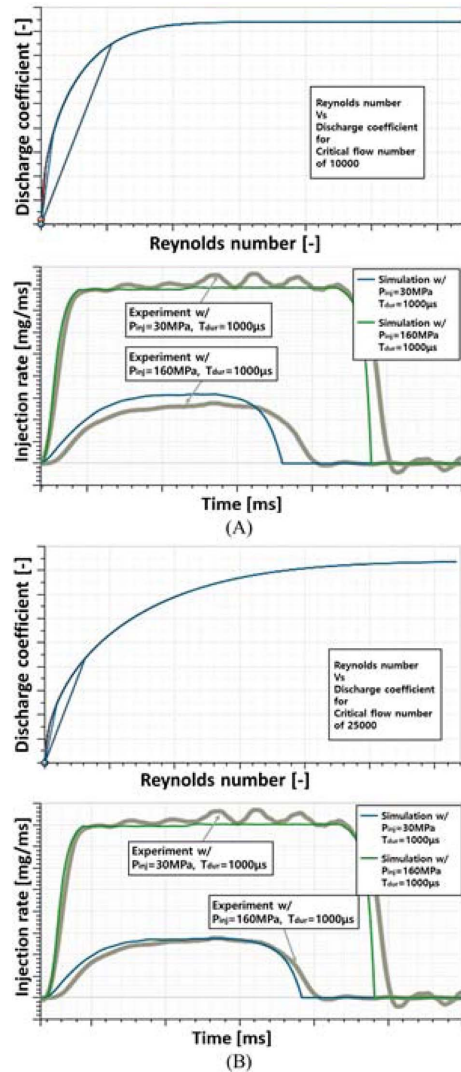 Discharge coefficient [-]
Reynolds number
Vs
Discharge coefficient
for
Critical flow number
of 10000
Reynolds number [-]
Injection rate [mg/ms]
Experiment w/
Pinj=30MPa, Tdur=1000μs
Experiment w/
Pinj=160MPa, Tdur=1000μs
Simulation w/
Pinj=30MPa
Tdur=1000μs
Simulation w/
Pinj=160MPa
Tdur=1000μs
Time [ms]
(A)
Discharge coefficient [-]
Reynolds number
Vs
Discharge coefficient
for
Critical flow number
of 25000
Reynolds number [-]
Injection rate [mg/ms]
Experiment w/
Pinj=30MPa, Tdur=1000μs
Experiment w/
Pinj=160MPa, Tdur=1000μs
Simulation w/
Pinj=30MPa
Tdur=1000μs
Simulation w/
Pinj=160MPa
Tdur=1000μs
Time [ms]
(B)